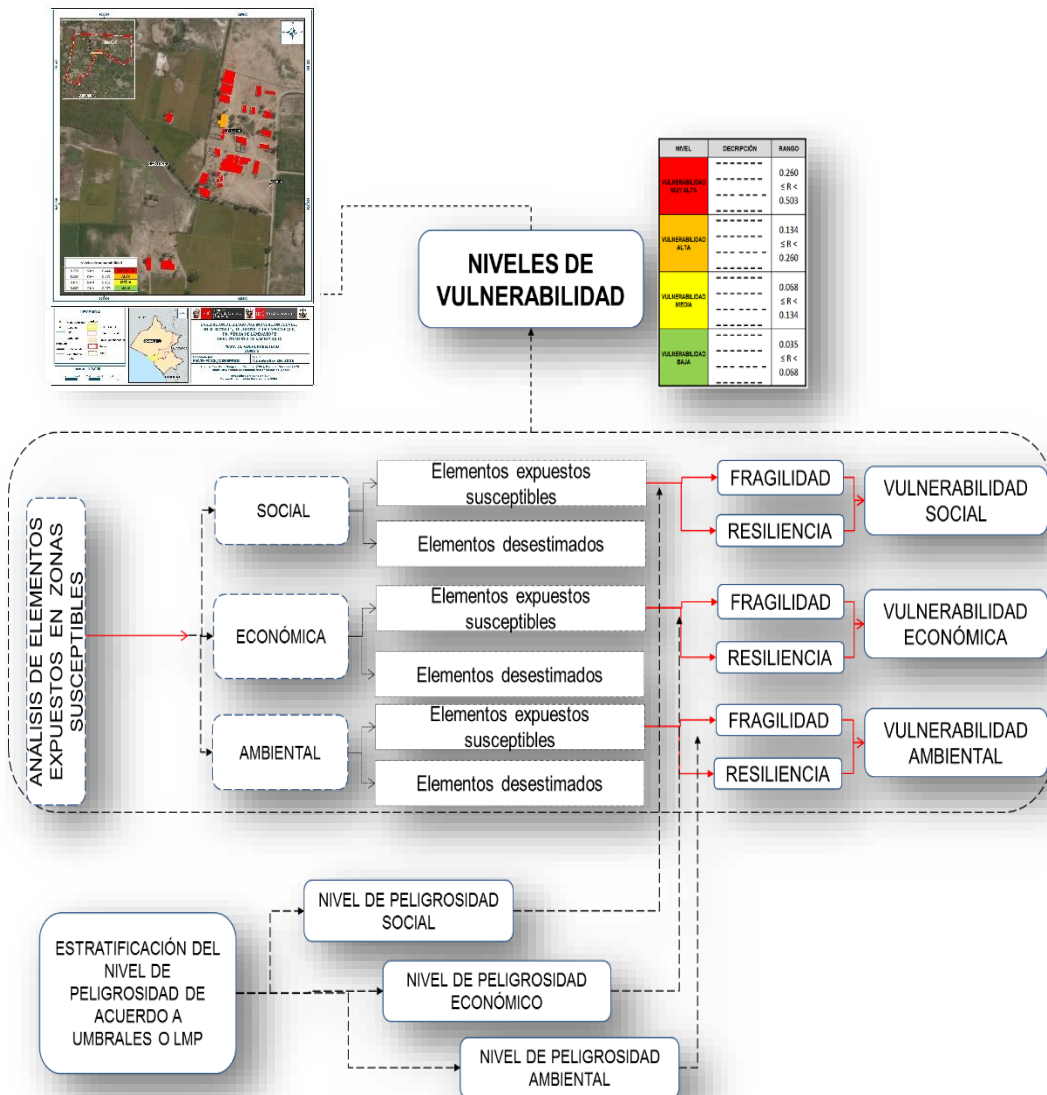 NIVELES DE
VULNERABILIDAD
NIVEL DECRIPCIÓN RANGO
VULNERABILIDAD
MUY ALTA
0.260
≤ R <
0.503
VULNERABILIDAD
ALTA
0.134
≤ R <
0.260
VULNERABILIDAD
MEDIA
0.068
≤ R <
0.134
VULNERABILIDAD
BAJA
0.035
≤ R <
0.068
ANÁLISIS DE ELEMENTOS
EXPUESTOS EN ZONAS
SUSCEPTIBLES
SOCIAL
Elementos expuestos
susceptibles
Elementos desestimados
FRAGILIDAD
RESILIENCIA
VULNERABILIDAD
SOCIAL
ECONÓMICA
Elementos expuestos
susceptibles
Elementos desestimados
FRAGILIDAD
RESILIENCIA
VULNERABILIDAD
ECONÓMICA
AMBIENTAL
Elementos expuestos
susceptibles
Elementos desestimados
FRAGILIDAD
RESILIENCIA
VULNERABILIDAD
AMBIENTAL
ESTRATIFICACIÓN DEL
NIVEL DE
PELIGROSIDAD DE
ACUERDO A
UMBRALES O LMP
NIVEL DE PELIGROSIDAD
SOCIAL
NIVEL DE PELIGROSIDAD
ECONÓMICO
NIVEL DE PELIGROSIDAD
AMBIENTAL